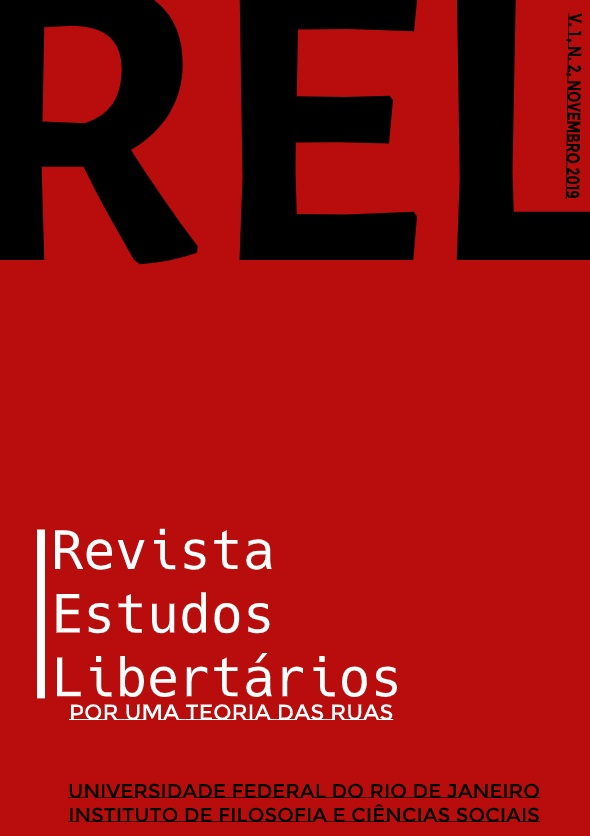 REL
V. 1, N. 2, NOVEMBRO 2019
Revista
Estudos
Libertários
POR UMA TEORIA DAS RUAS
UNIVERSIDADE FEDERAL DO RIO DE JANEIRO
INSTITUTO DE FILOSOFIA E CIÊNCIAS SOCIAIS